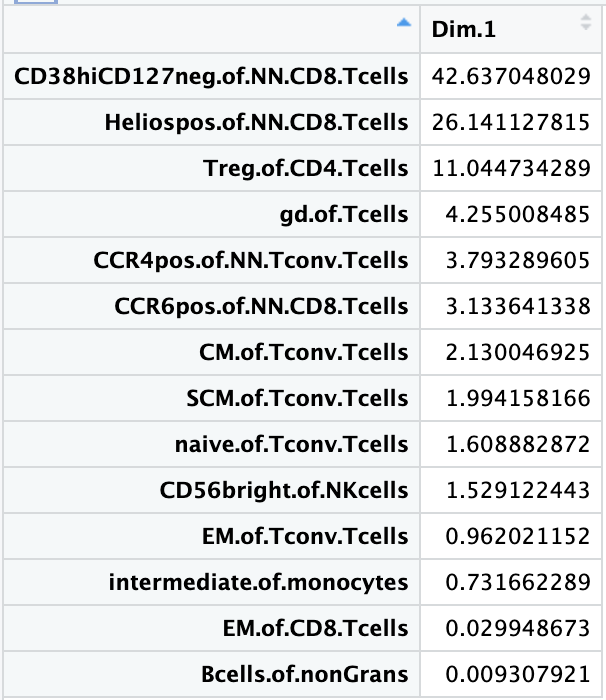 Dim.1
CD38hiCD127neg.of.NN.CD8.Tcells 42.637048029
Heliospos.of.NN.CD8.Tcells 26.141127815
Treg.of.CD4.Tcells 11.044734289
gd.of.Tcells 4.255008485
CCR4pos.of.NN.Tconv.Tcells 3.793289605
CCR6pos.of.NN.CD8.Tcells 3.133641338
CM.of.Tconv.Tcells 2.130046925
SCM.of.Tconv.Tcells 1.994158166
naive.of.Tconv.Tcells 1.608882872
CD56bright.of.NKcells 1.529122443
EM.of.Tconv.Tcells 0.962021152
intermediate.of.monocytes 0.731662289
EM.of.CD8.Tcells 0.029948673
Bcells.of.nonGrans 0.009307921